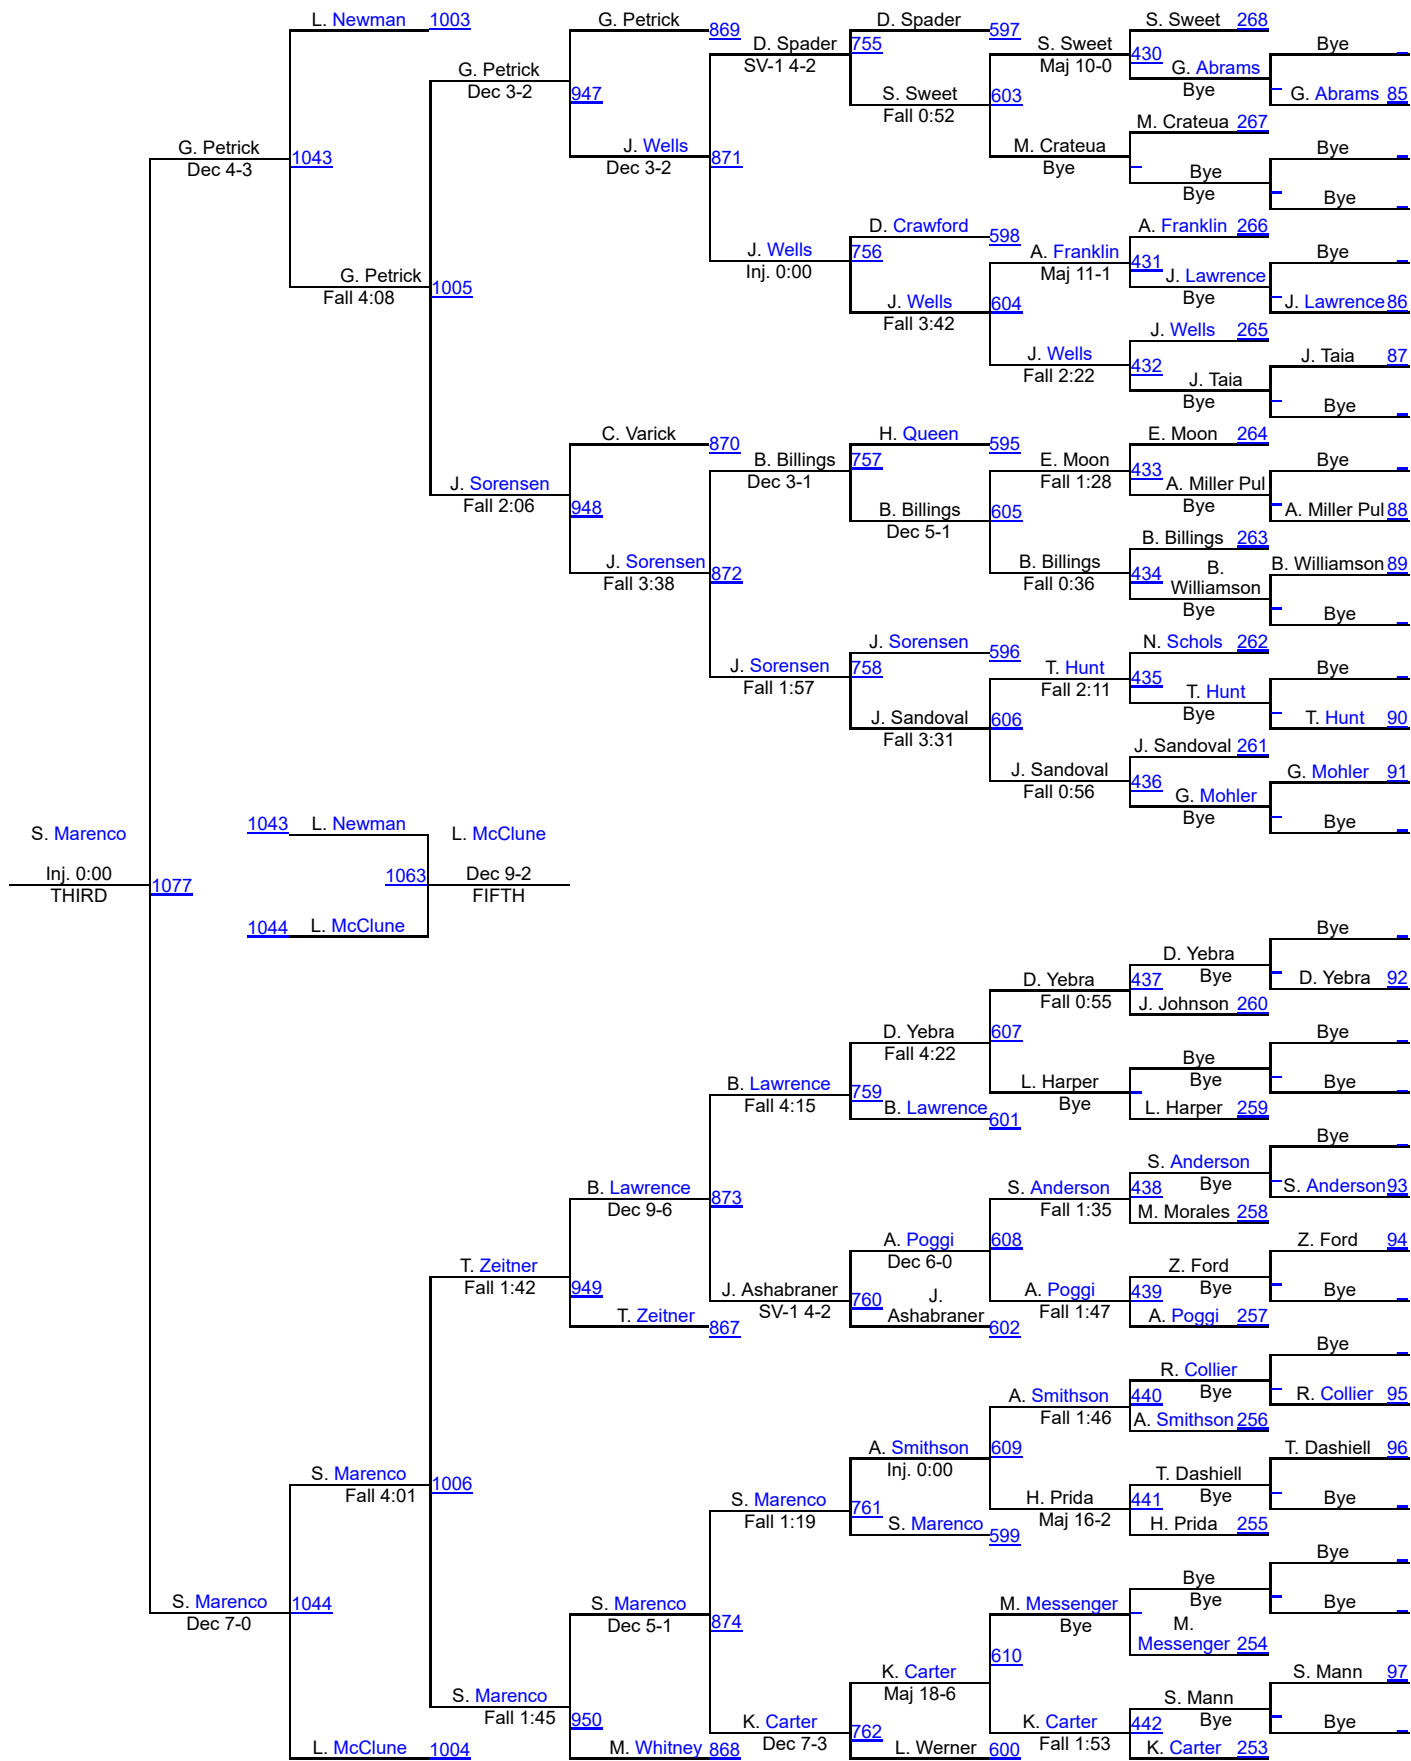 L. Newman 1003
G. Petrick
Dec 4-3
1043
G. Petrick
Fall 4:08
1005
G. Petrick
Dec 3-2
947
G. Petrick 869
J. Wells
Dec 3-2
871
D. Spader
SV-1 4-2
755
D. Spader 597
S. Sweet
Fall 0:52
603
S. Sweet
Maj 10-0
430
S. Sweet 268
G. Abrams
Bye
Bye
G. Abrams 85
M. Crateua
Bye
M. Crateua 267
Bye
Bye
Bye
Bye
J. Wells
Inj. 0:00
756
D. Crawford 598
J. Wells
Fall 3:42
604
A. Franklin
Maj 11-1
431
A. Franklin 266
J. Lawrence
Bye
Bye
J. Lawrence 86
J. Wells
Fall 2:22
432
J. Wells 265
J. Taia
Bye
J. Taia 87
Bye
J. Sorensen
Fall 2:06
948
C. Varick 870
J. Sorensen
Fall 3:38
872
B. Billings
Dec 3-1
757
H. Queen 595
B. Billings
Dec 5-1
605
E. Moon
Fall 1:28
433
E. Moon 264
A. Miller Pul
Bye
Bye
A. Miller Pul 88
B. Billings
Fall 0:36
434
B. Billings 263
B.
Williamson
Bye
B. Williamson 89
Bye
J. Sorensen
Fall 1:57
758
J. Sorensen 596
J. Sandoval
Fall 3:31
606
T. Hunt
Fall 2:11
435
N. Schols 262
T. Hunt
Bye
Bye
T. Hunt 90
J. Sandoval
Fall 0:56
436
J. Sandoval 261
G. Mohler
Bye
G. Mohler 91
Bye
S. Marenco
Inj. 0:00
THIRD
1077
1043 L. Newman
1063
1044 L. McClune
L. McClune
Dec 9-2
FIFTH
Bye
D. Yebra 92
D. Yebra
Bye
437
J. Johnson 260
D. Yebra
Fall 0:55
607
D. Yebra
Fall 4:22
Bye
Bye
Bye
Bye
L. Harper
Bye
L. Harper 259
B. Lawrence
Fall 4:15
759
B. Lawrence 601
B. Lawrence
Dec 9-6
873
Bye
S. Anderson 93
S. Anderson
Bye
438
M. Morales 258
S. Anderson
Fall 1:35
608
A. Poggi
Dec 6-0
Z. Ford 94
Bye
Z. Ford
Bye
439
A. Poggi 257
A. Poggi
Fall 1:47
J. Ashabraner
SV-1 4-2
760
J.
Ashabraner 602
T. Zeitner
Fall 1:42
949
T. Zeitner 867
S. Marenco
Fall 4:01
1006
Bye
R. Collier 95
R. Collier
Bye
440
A. Smithson 256
A. Smithson
Fall 1:46
609
A. Smithson
Inj. 0:00
T. Dashiell 96
Bye
T. Dashiell
Bye
441
H. Prida 255
H. Prida
Maj 16-2
S. Marenco
Fall 1:19
761
S. Marenco 599
S. Marenco
Dec 5-1
874
Bye
Bye
Bye
Bye
M.
Messenger 254
M. Messenger
Bye
610
K. Carter
Maj 18-6
S. Mann 97
Bye
S. Mann
Bye
442
K. Carter 253
K. Carter
Fall 1:53
K. Carter
Dec 7-3
762
L. Werner 600
S. Marenco
Fall 1:45
950
M. Whitney 868
S. Marenco
Dec 7-0
1044
L. McClune 1004